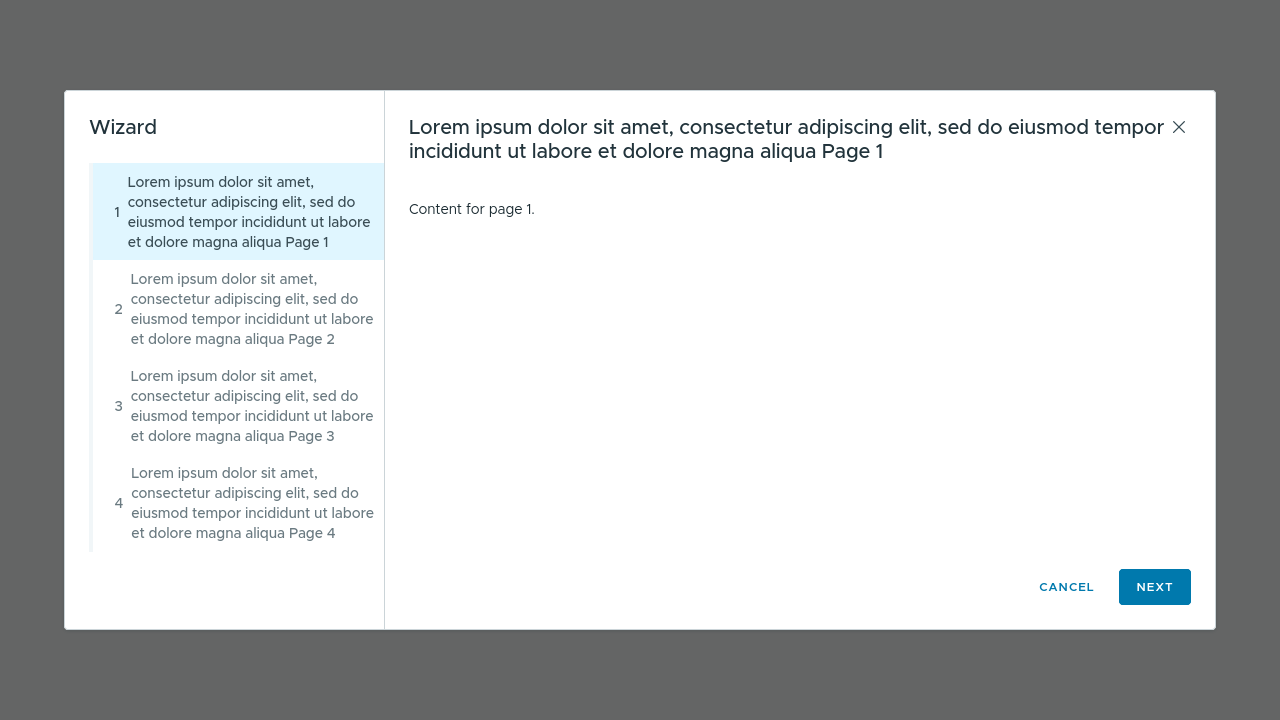 Wizard
1
Lorem ipsum dolor sit amet,
consectetur adipiscing elit, sed do
eiusmod tempor incididunt ut labore
et dolore magna aliqua Page 1
2
Lorem ipsum dolor sit amet,
consectetur adipiscing elit, sed do
eiusmod tempor incididunt ut labore
et dolore magna aliqua Page 2
3
Lorem ipsum dolor sit amet,
consectetur adipiscing elit, sed do
eiusmod tempor incididunt ut labore
et dolore magna aliqua Page 3
4
Lorem ipsum dolor sit amet,
consectetur adipiscing elit, sed do
eiusmod tempor incididunt ut labore
et dolore magna aliqua Page 4
Lorem ipsum dolor sit amet, consectetur adipiscing elit, sed do eiusmod tempor
incididunt ut labore et dolore magna aliqua Page 1
Content for page 1.
CANCEL
NEXT